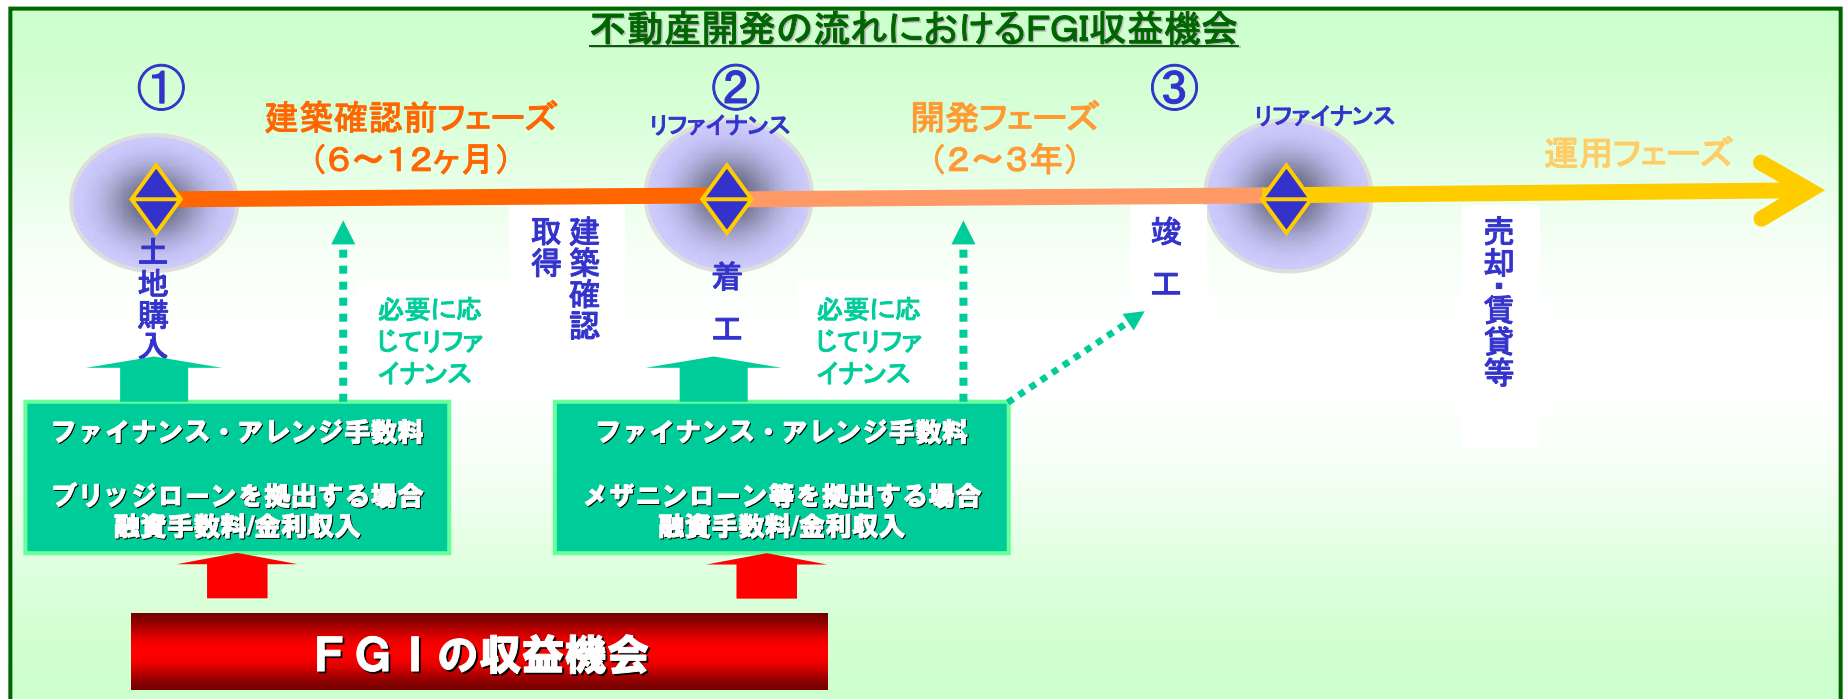 不動産開発の流れにおけるFGI収益機会
①
②
③
建築確認前フェーズ
（６～１２ヶ月）
リファイナンス
開発フェーズ
（２～３年）
リファイナンス
運用フェーズ
土地購入
建築確認
取得
着工
竣工
売却・賃貸等
必要に応
じてリファ
イナンス
必要に応
じてリファ
イナンス
ファイナンス・アレンジ手数料
ブリッジローンを拠出する場合
融資手数料/金利収入
ファイナンス・アレンジ手数料
メザニンローン等を拠出する場合
融資手数料/金利収入
ＦＧＩの収益機会